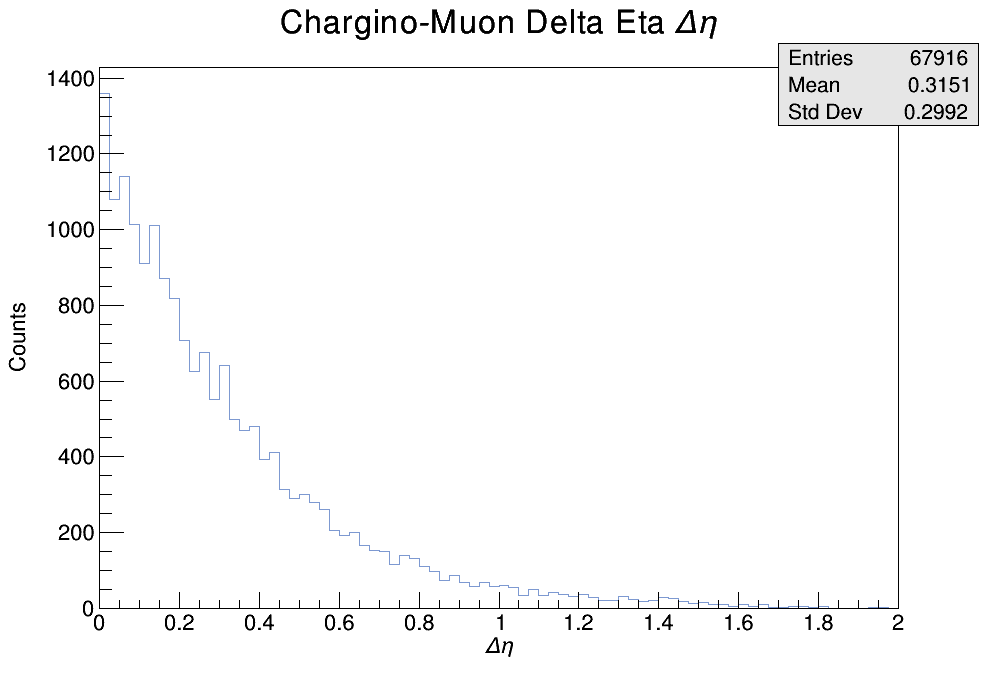 Chargino-Muon Delta Eta Δη
Entries 67916
Mean 0.3151
Std Dev 0.2992
1400
1200
1000
800
600
400
200
0
Counts
0 0.2 0.4 0.6 0.8 1 1.2 1.4 1.6 1.8 2
Δη